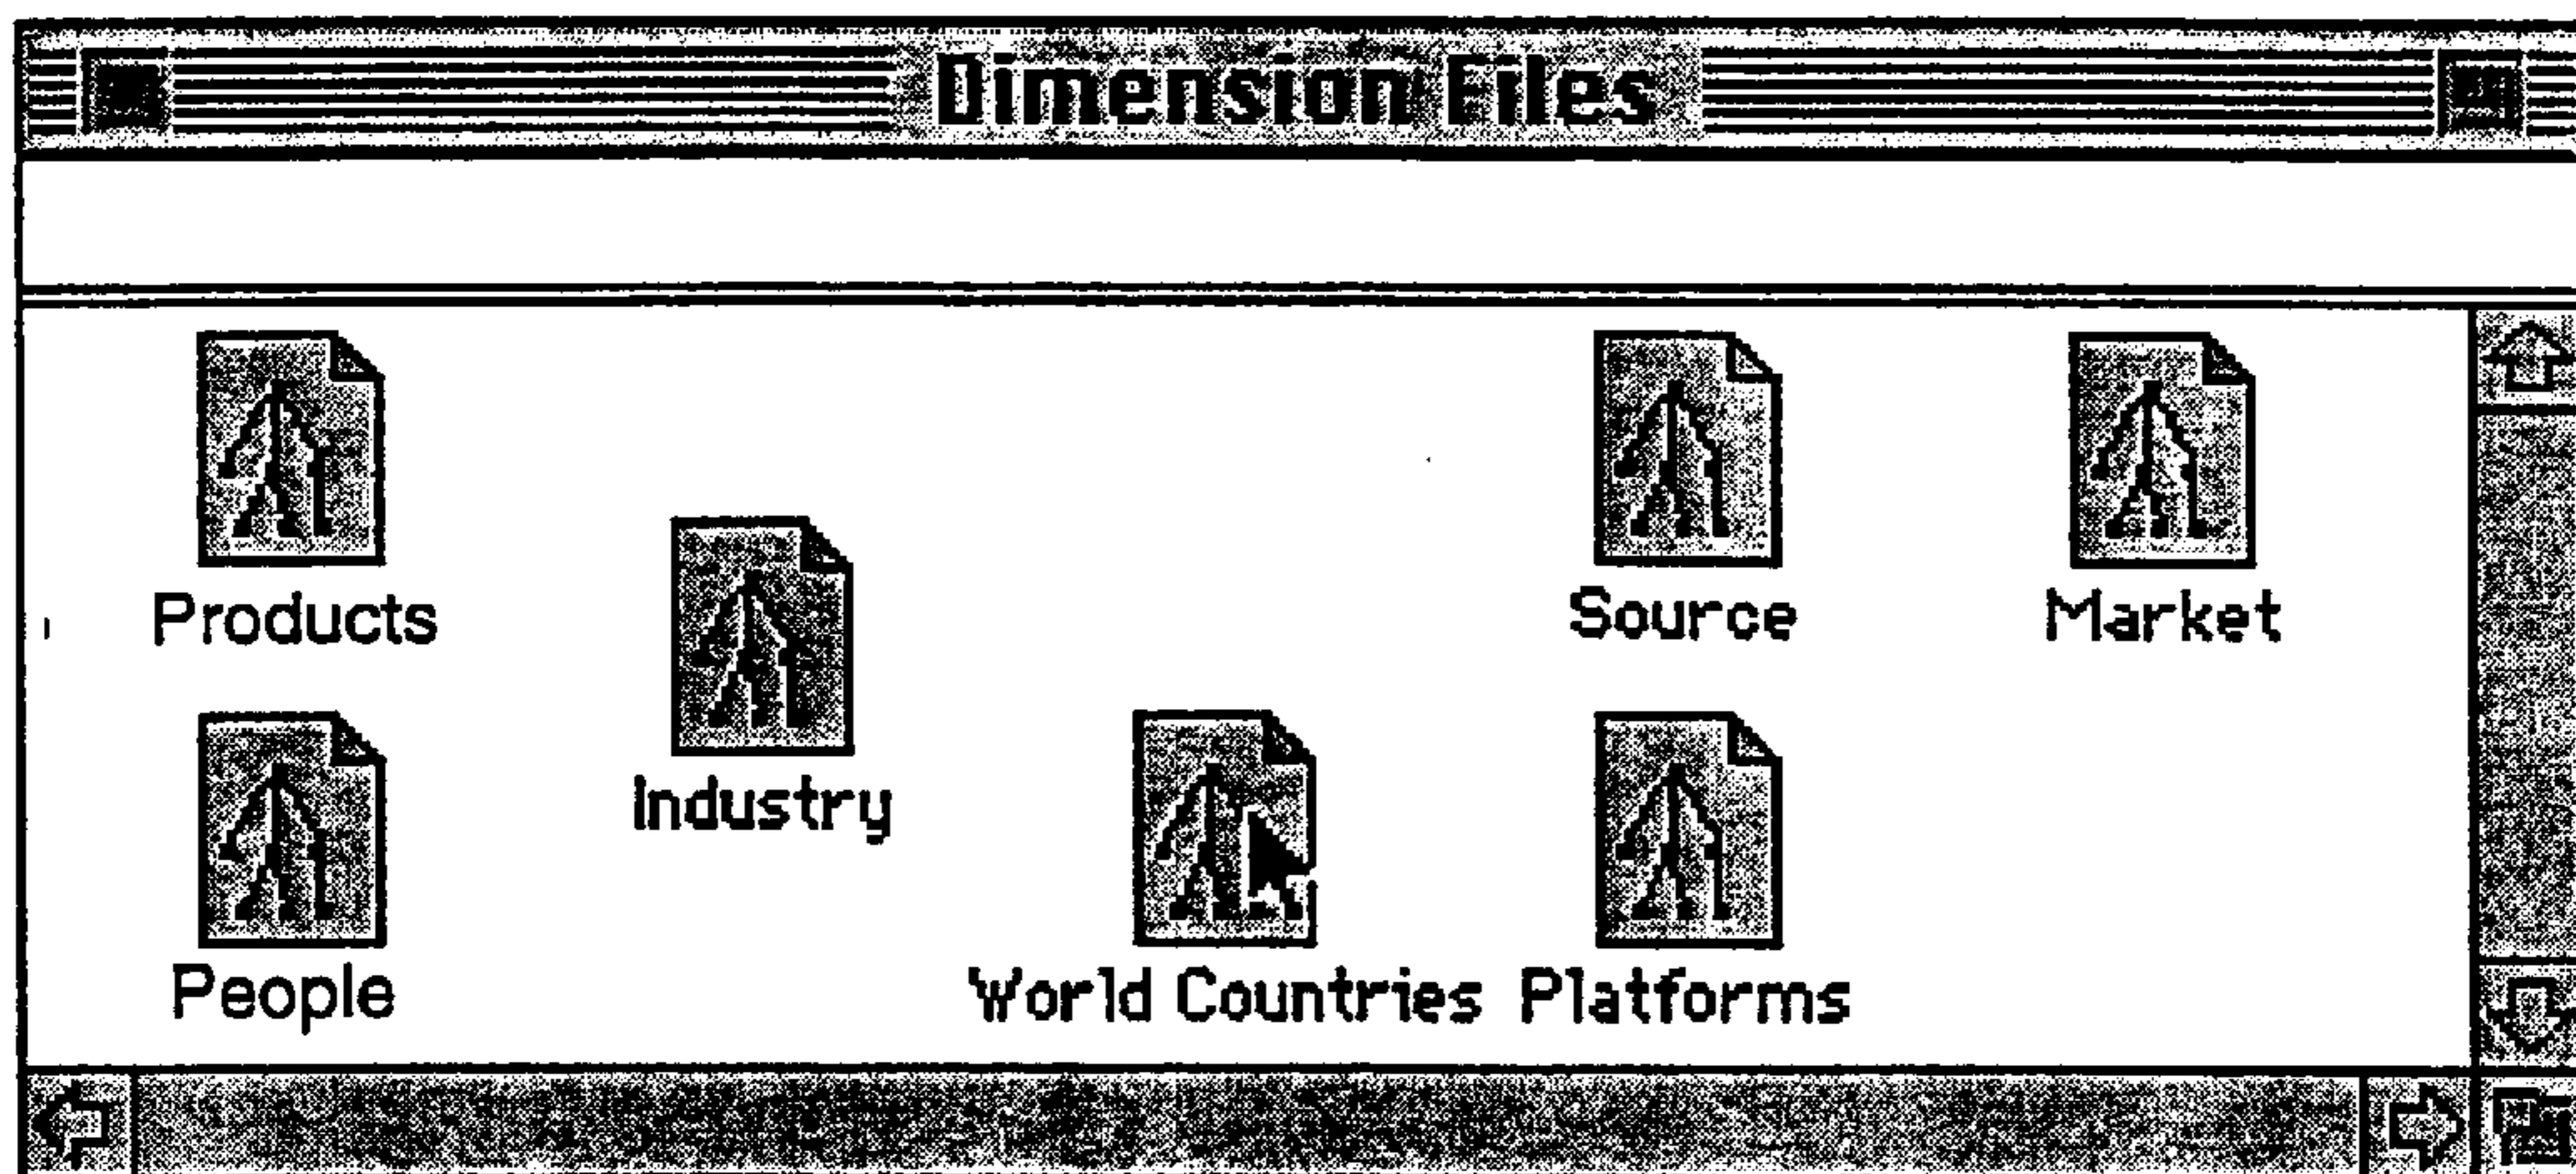 Dimension Files
Products
Source
Market
Industry
People
World Countries
Platforms